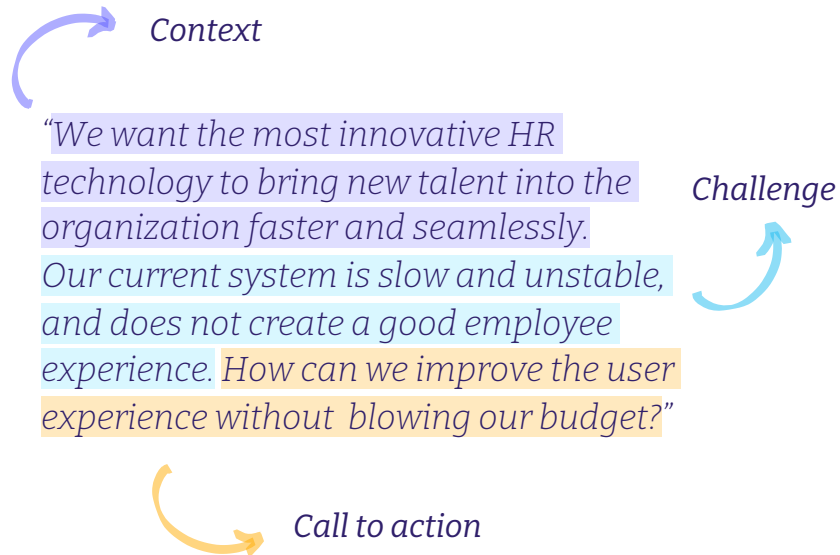 Context
“We want the most innovative HR
technology to bring new talent into the
organization faster and seamlessly.
Challenge
Our current system is slow and unstable,
and does not create a good employee
experience. How can we improve the user
experience without  blowing our budget?”
Call to action